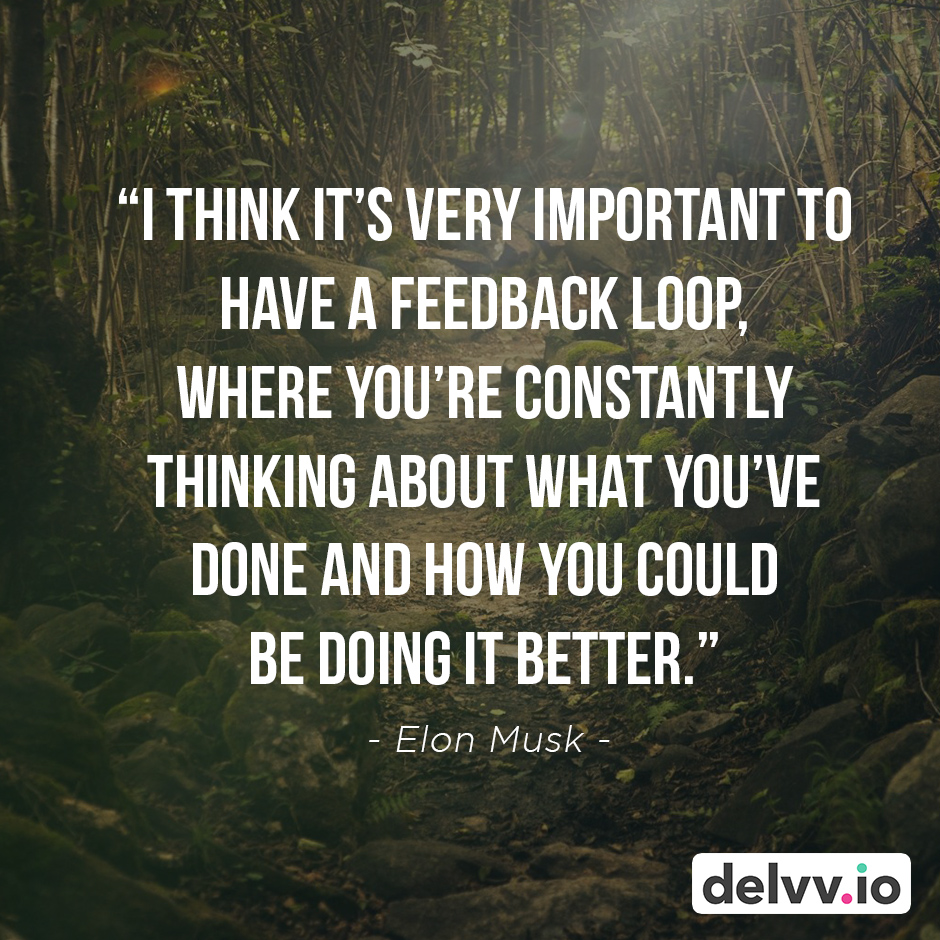 “I THINK IT’S VERY IMPORTANT TO
HAVE A FEEDBACK LOOP,
WHERE YOU’RE CONSTANTLY
THINKING ABOUT WHAT YOU’VE
DONE AND HOW YOU COULD
BE DOING IT BETTER.”
- Elon Musk -
delvv.io